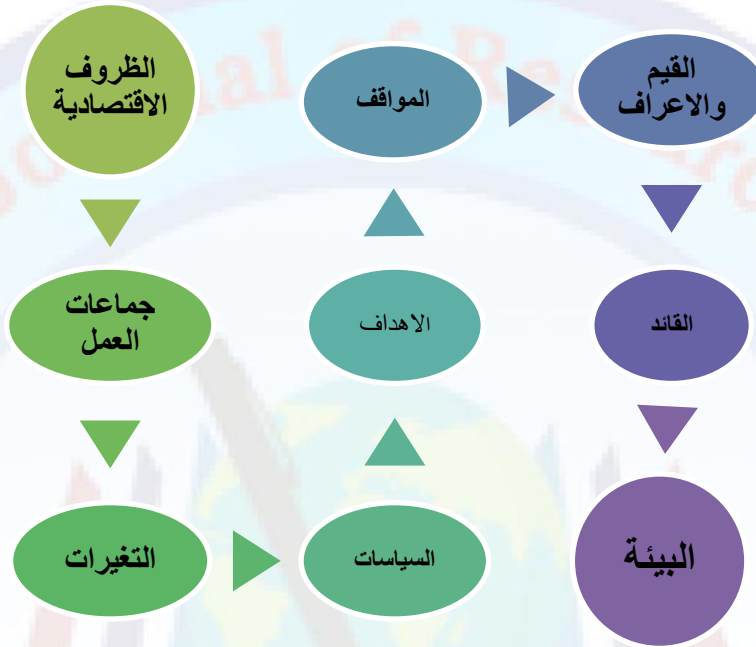 الظروف
الاقتصادية
جماعات
العمل
التغيرات
السياسات
الاهداف
المواقف
القيم
والاعراف
القائد
البيئة